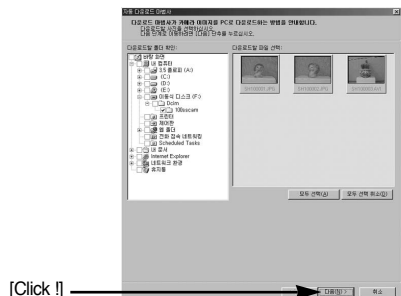 자동 다운로드 마법사
다운로드 마법사가 카메라 이미지를 PC로 다운로드하는 방법을 안내합니다.
다운로드할 사진을 선택하십시오.
다음 단계로 이동하려면 [다음] 단추를 누르십시오.
다운로드할 폴더 확인:
다운로드할 파일 선택:
바탕 화면
내 컴퓨터
3.5 플로피 (A:)
(C:)
(D:)
(E:)
이동식 디스크 (F:)
Dcim
100sscam
프린터
제어판
웹 폴더
전화 접속 네트워킹
Scheduled Tasks
내 문서
Internet Explorer
네트워크 환경
휴지통
모두 선택(A)
모두 선택 취소(D)
[Click !]
다음(N) >
취소